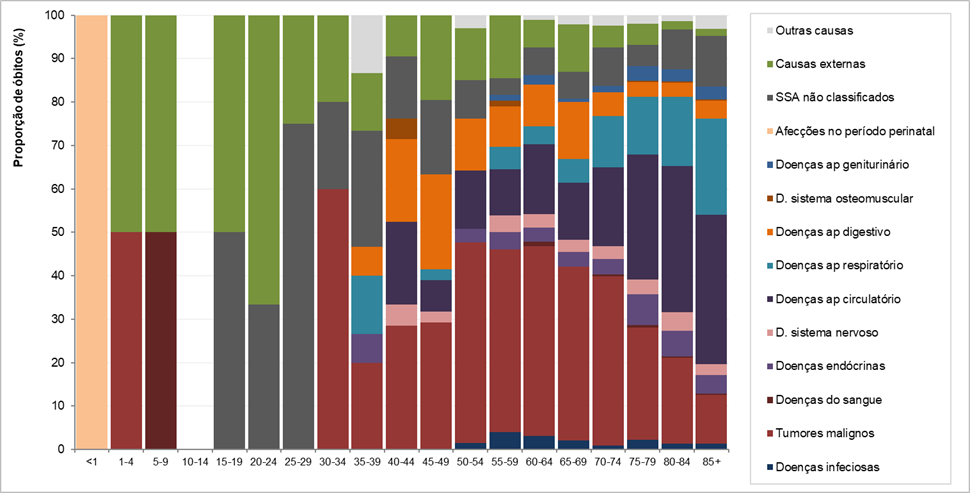 Proporção de óbitos (%)
100
90
80
70
60
50
40
30
20
10
0
<1 1-4 5-9 10-14 15-19 20-24 25-29 30-34 35-39 40-44 45-49 50-54 55-59 60-64 65-69 70-74 75-79 80-84 85+
Outras causas
Causas externas
SSA não classificados
Afecções no período perinatal
Doenças ap geniturinário
D. sistema osteomuscular
Doenças ap digestivo
Doenças ap respiratório
Doenças ap circulatório
D. sistema nervoso
Doenças endócrinas
Doenças do sangue
Tumores malignos
Doenças infeciosas